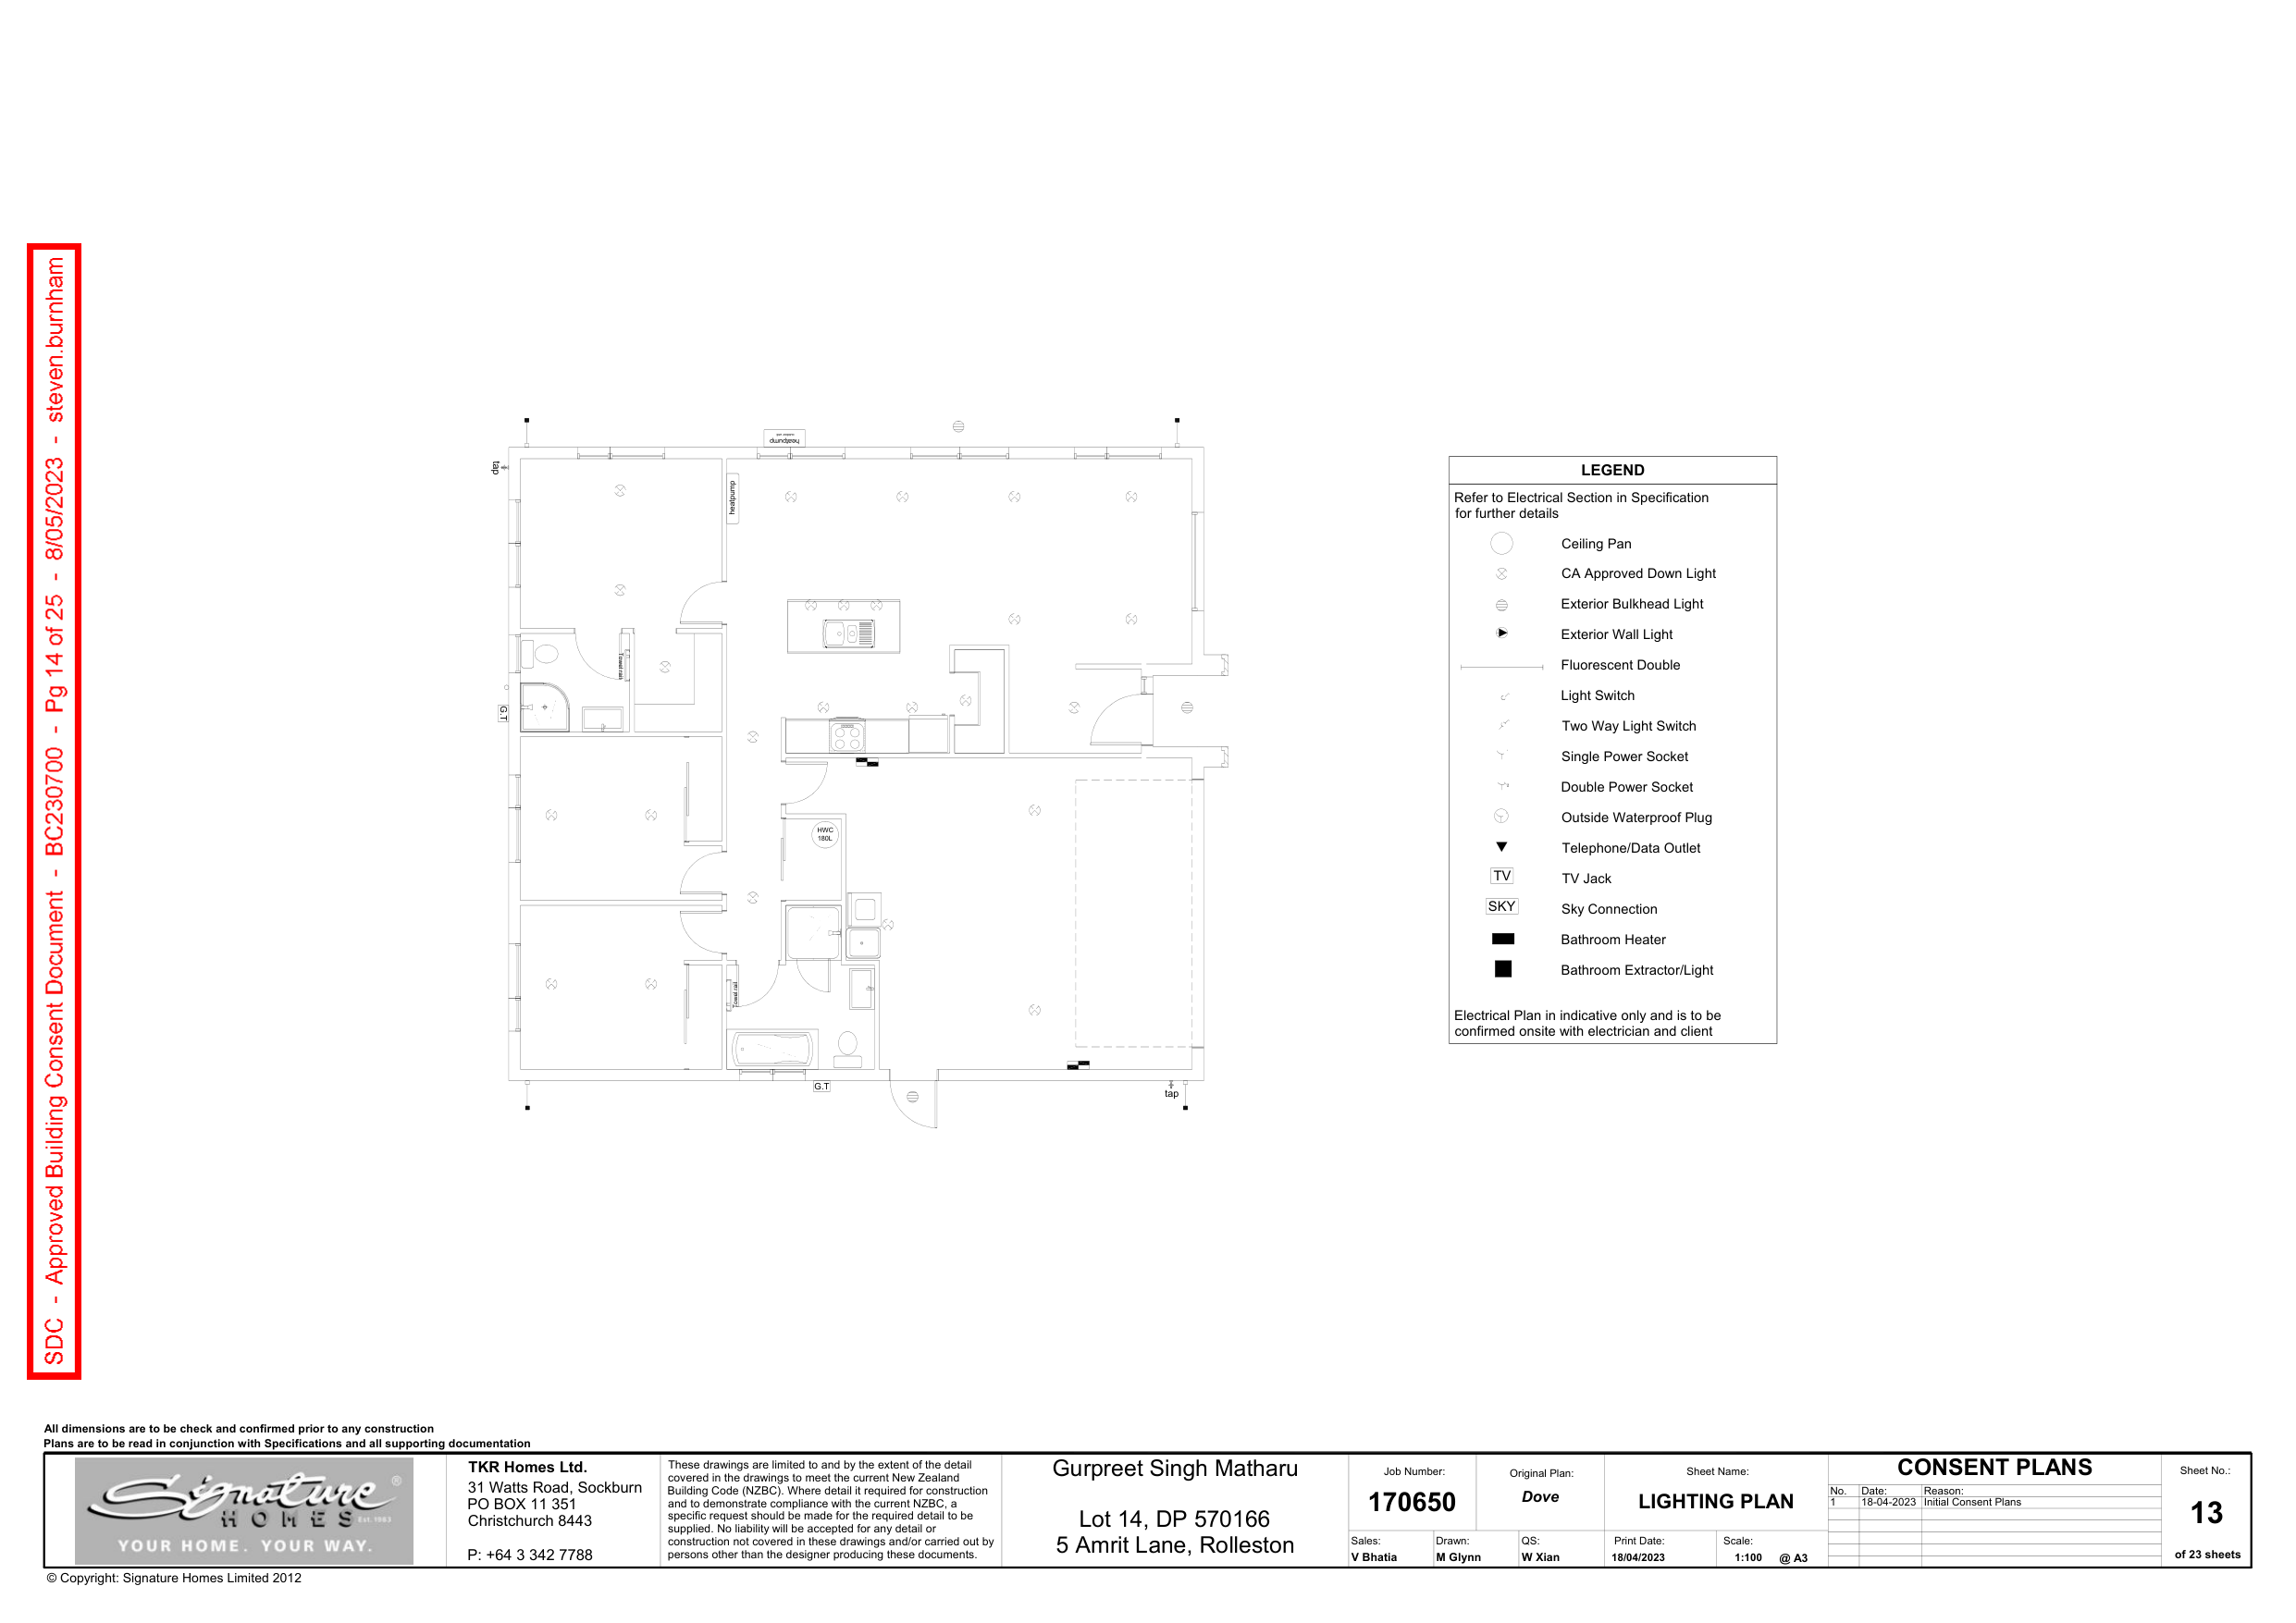 SDC - Approved Building Consent Document - BC230700 - Pg 14 of 25 - 8/05/2023 - steven.burnham
heatpump
tap
heatpump
Towel rail
G.T
HWC
180L
Towel rail
G.T
tap
LEGEND
Refer to Electrical Section in Specification
for further details
Ceiling Pan
CA Approved Down Light
Exterior Bulkhead Light
Exterior Wall Light
Fluorescent Double
Light Switch
Two Way Light Switch
Single Power Socket
Double Power Socket
Outside Waterproof Plug
Telephone/Data Outlet
TV TV Jack
SKY Sky Connection
Bathroom Heater
Bathroom Extractor/Light
Electrical Plan in indicative only and is to be
confirmed onsite with electrician and client
All dimensions are to be check and confirmed prior to any construction
Plans are to be read in conjunction with Specifications and all supporting documentation
Signature ®
HOMES Est. 1983
YOUR HOME. YOUR WAY.
TKR Homes Ltd.
31 Watts Road, Sockburn
PO BOX 11 351
Christchurch 8443
P: +64 3 342 7788
These drawings are limited to and by the extent of the detail
covered in the drawings to meet the current New Zealand
Building Code (NZBC). Where detail it required for construction
and to demonstrate compliance with the current NZBC, a
specific request should be made for the required detail to be
supplied. No liability will be accepted for any detail or
construction not covered in these drawings and/or carried out by
persons other than the designer producing these documents.
Gurpreet Singh Matharu
Lot 14, DP 570166
5 Amrit Lane, Rolleston
Job Number:
170650
Original Plan:
Dove
Sheet Name:
LIGHTING PLAN
Sales:
V Bhatia
Drawn:
M Glynn
QS:
W Xian
Print Date:
18/04/2023
Scale:
1:100 @ A3
CONSENT PLANS
No. Date: Reason:
1 18-04-2023 Initial Consent Plans
Sheet No.:
13
of 23 sheets
© Copyright: Signature Homes Limited 2012